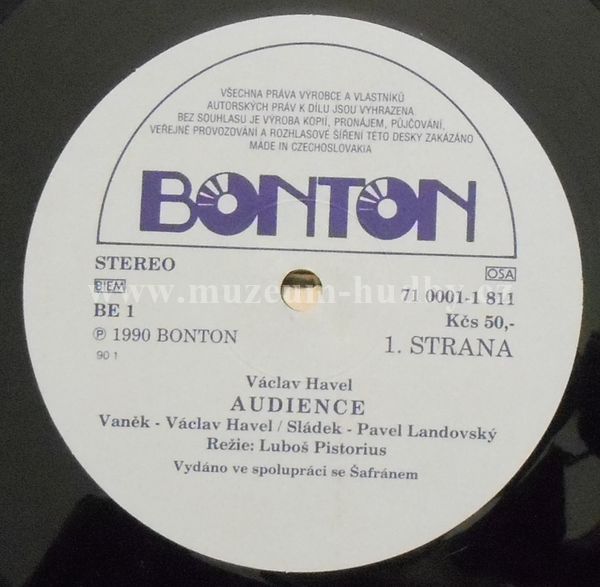 VŠECHNA PRÁVA VÝROBCE A VLASTNÍKŮ
AUTORSKÝCH PRÁV K DÍLU JSOU VYHRAZENA.
BEZ SOUHLASU JE VÝROBA KOPIÍ, PRONÁJEM, PŮJČOVÁNÍ,
VEŘEJNÉ PROVOZOVÁNÍ A ROZHLASOVÉ ŠÍŘENÍ TÉTO DESKY ZAKÁZÁNO
MADE IN CZECHOSLOVAKIA
BONTON
STEREO
OSA
BIEM
www.muzeum-hudby.cz
71 0001-1 811
BE 1
Kčs 50,-
Ⓟ 1990 BONTON
1. STRANA
90 1
Václav Havel
AUDIENCE
Vaněk - Václav Havel / Sládek - Pavel Landovský
Režie: Luboš Pistorius
Vydáno ve spolupráci se Šafránem